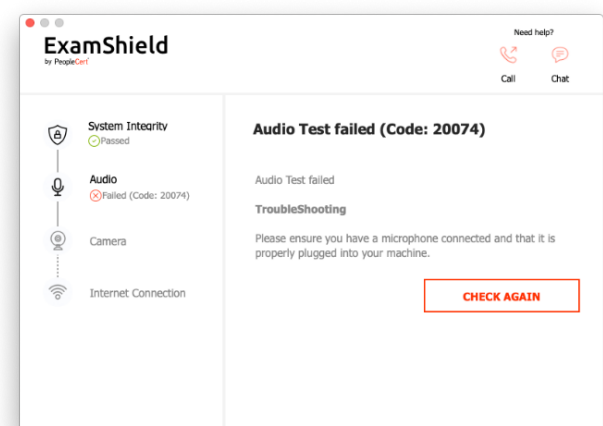 Need help?
ExamShield
by PeopleCert
Call Chat
System Integrity
Passed
Audio
Failed (Code: 20074)
Camera
Internet Connection
Audio Test failed (Code: 20074)
Audio Test failed
TroubleShooting
Please ensure you have a microphone connected and that it is
properly plugged into your machine.
CHECK AGAIN